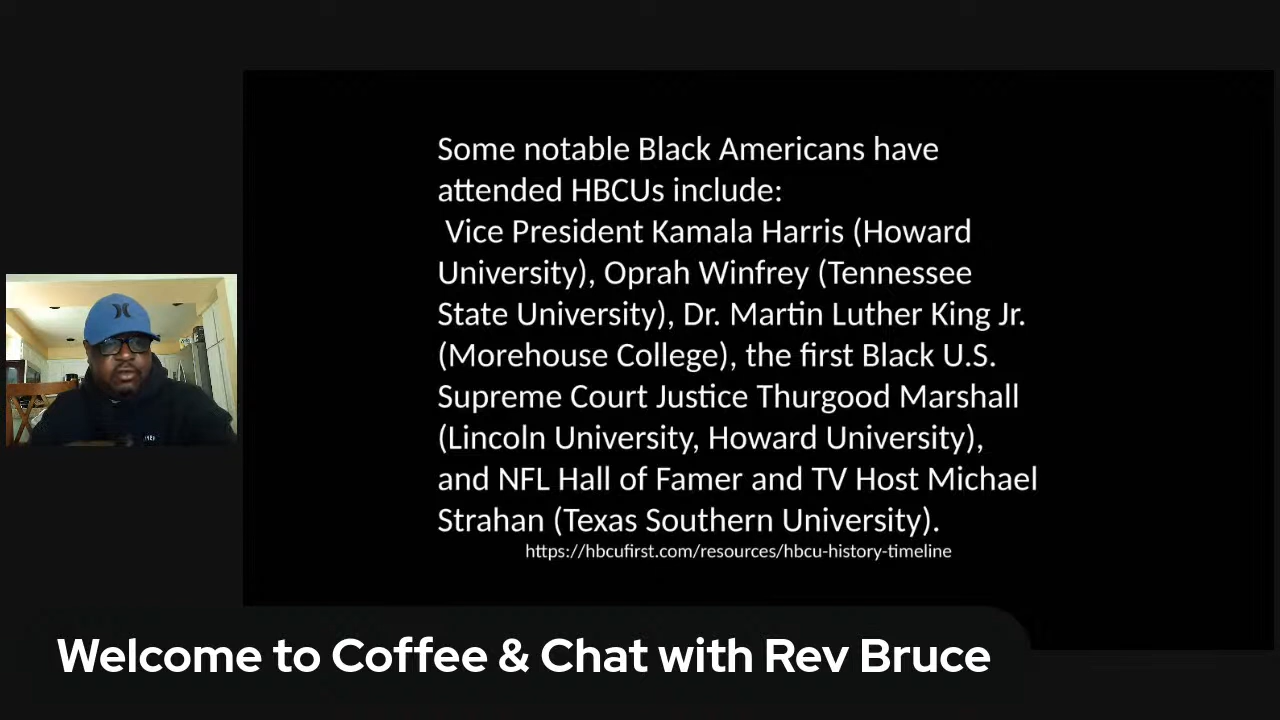 Some notable Black Americans have
attended HBCUs include:
Vice President Kamala Harris (Howard
University), Oprah Winfrey (Tennessee
State University), Dr. Martin Luther King Jr.
(Morehouse College), the first Black U.S.
Supreme Court Justice Thurgood Marshall
(Lincoln University, Howard University),
and NFL Hall of Famer and TV Host Michael
Strahan (Texas Southern University).
https://hbcufirst.com/resources/hbcu-history-timeline
Welcome to Coffee & Chat with Rev Bruce